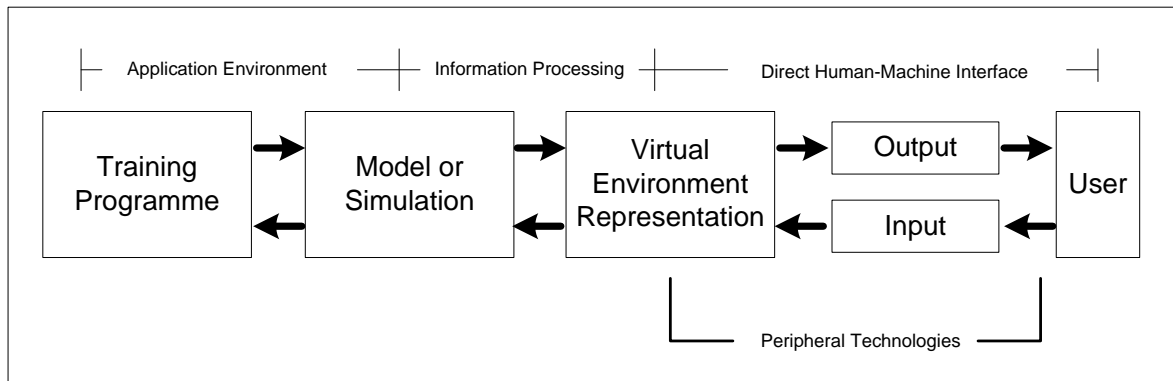 Application Environment
Information Processing
Direct Human-Machine Interface
Training
Programme
Model or
Simulation
Virtual
Environment
Representation
Output
Input
User
Peripheral Technologies